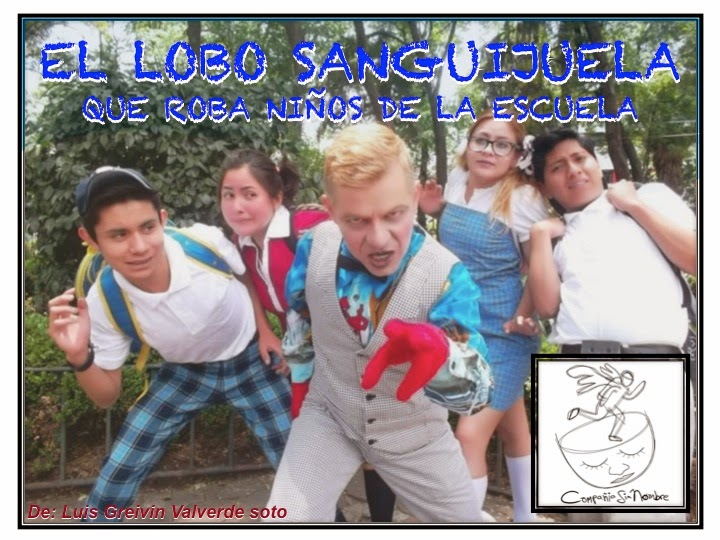 EL LOBO SANGUIJUELA
QUE ROBA NIÑOS DE LA ESCUELA
Compañía Sin Nombre
De: Luis Greivin Valverde soto